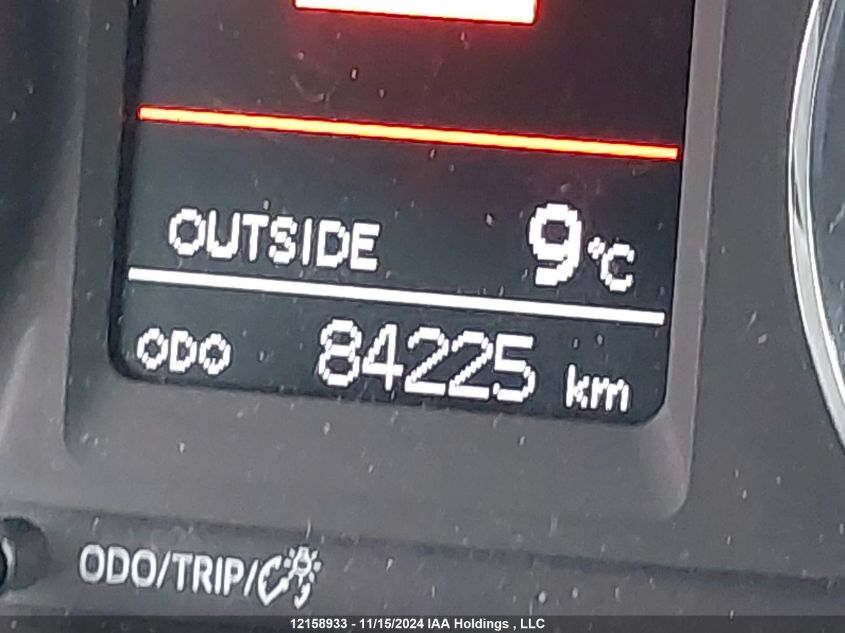 OUTSIDE 9°C
ODO 84225 km
ODO/TRIP/
12158933 - 11/15/2024 IAA Holdings , LLC